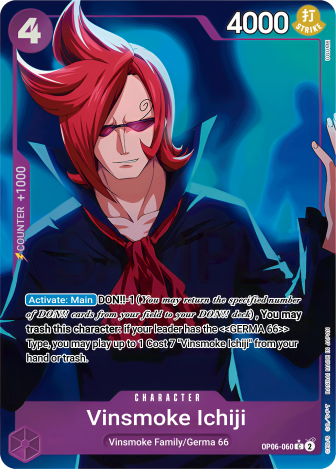 4
4000
打
STRIKE
COUNTER +1000
Activate: Main DON!!-1 (You may return the specified number
of DON!! cards from your field to your DON!! deck) , You may
trash this character: if your leader has the <<GERMA 66>>
Type, you may play up to 1 Cost 7 "Vinsmoke Ichiji" from your
hand or trash.
CHARACTER
Vinsmoke Ichiji
Vinsmoke Family/Germa 66
OP06-060 C 2